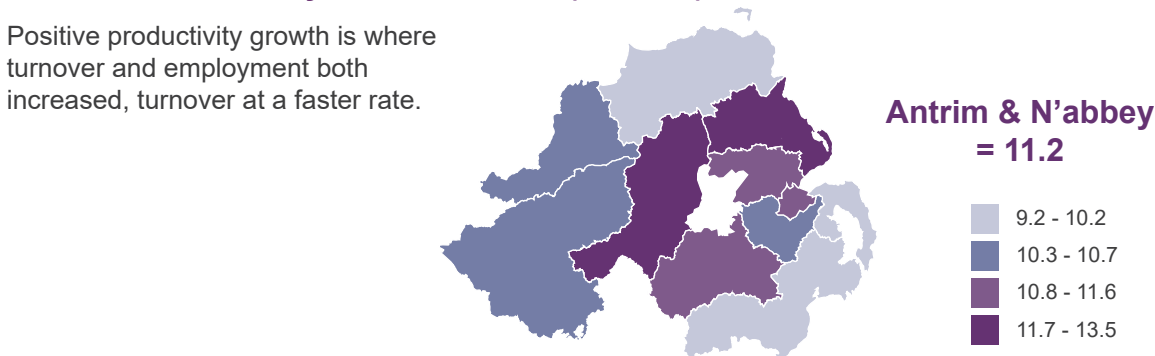 Positive productivity growth is where
turnover and employment both
increased, turnover at a faster rate.
Antrim & N’abbey
= 11.2
9.2 - 10.2
10.3 - 10.7
10.8 - 11.6
11.7 - 13.5